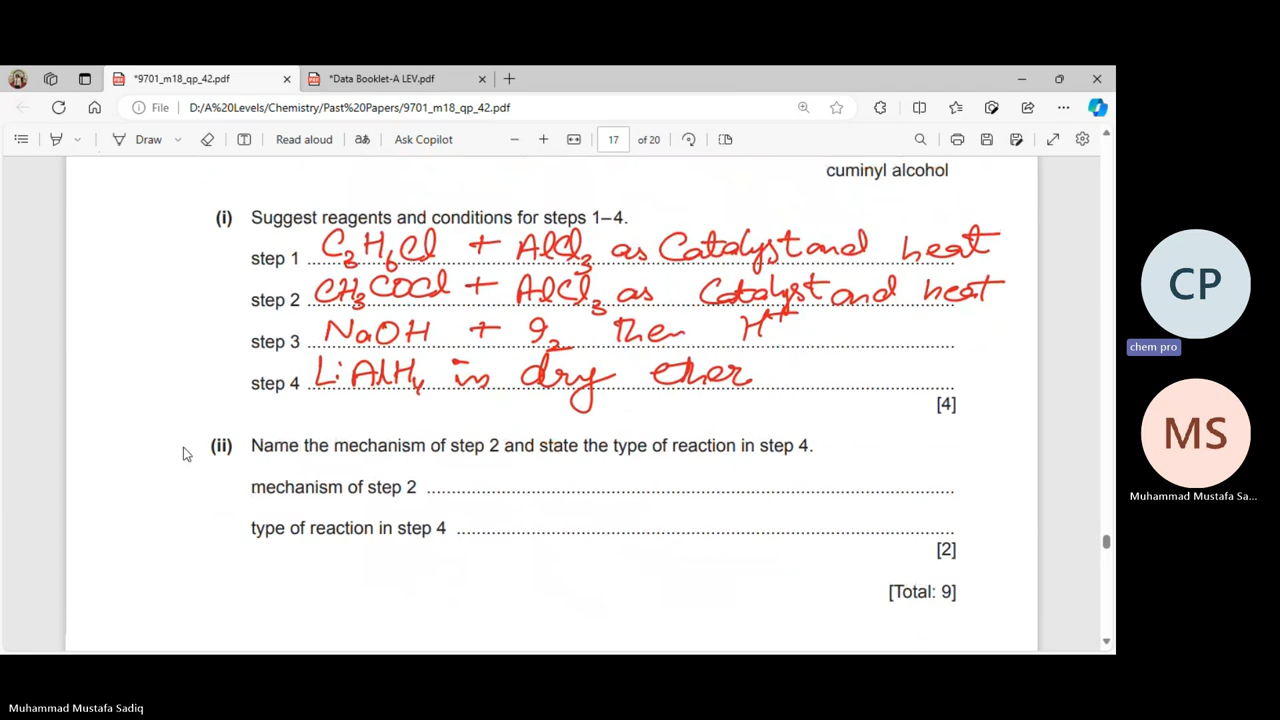 *9701_m18_qp_42.pdf
*Data Booklet-A LEV.pdf
File D:/A%20Levels/Chemistry/Past%20Papers/9701_m18_qp_42.pdf
Draw Read aloud aあ Ask Copilot 17 of 20
cuminyl alcohol
(i) Suggest reagents and conditions for steps 1–4.
step 1 C3H6Cl + AlCl3 as Catalyst and heat
step 2 CH3COCl + AlCl3 as Catalyst and heat
step 3 NaOH + I2 then H+
step 4 LiAlH4 in dry ether
[4]
(ii) Name the mechanism of step 2 and state the type of reaction in step 4.
mechanism of step 2
type of reaction in step 4
[2]
[Total: 9]
CP
chem pro
MS
Muhammad Mustafa Sa...
Muhammad Mustafa Sadiq